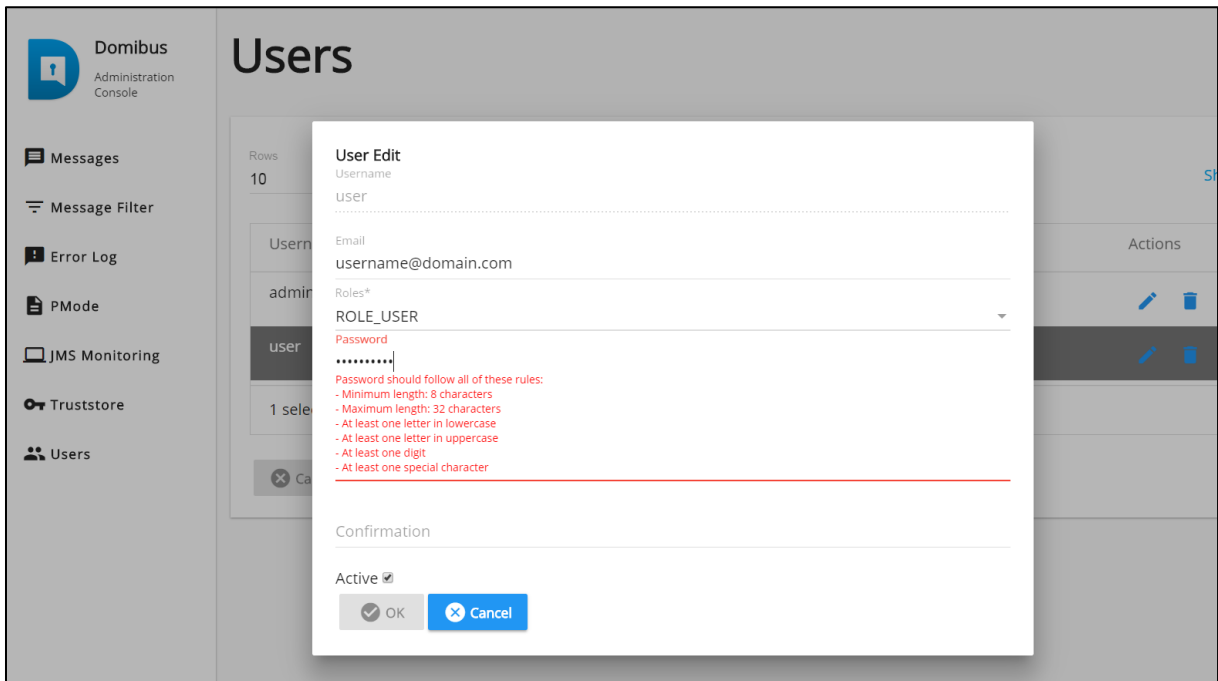 Domibus
Administration
Console
Users
Messages
Message Filter
Error Log
PMode
JMS Monitoring
Truststore
Users
Rows
10
Actions
admin
user
User Edit
Username
user
Email
username@domain.com
Roles*
ROLE_USER
Password
••••••••••
Password should follow all of these rules:
- Minimum length: 8 characters
- Maximum length: 32 characters
- At least one letter in lowercase
- At least one letter in uppercase
- At least one digit
- At least one special character
Confirmation
Active
OK
Cancel